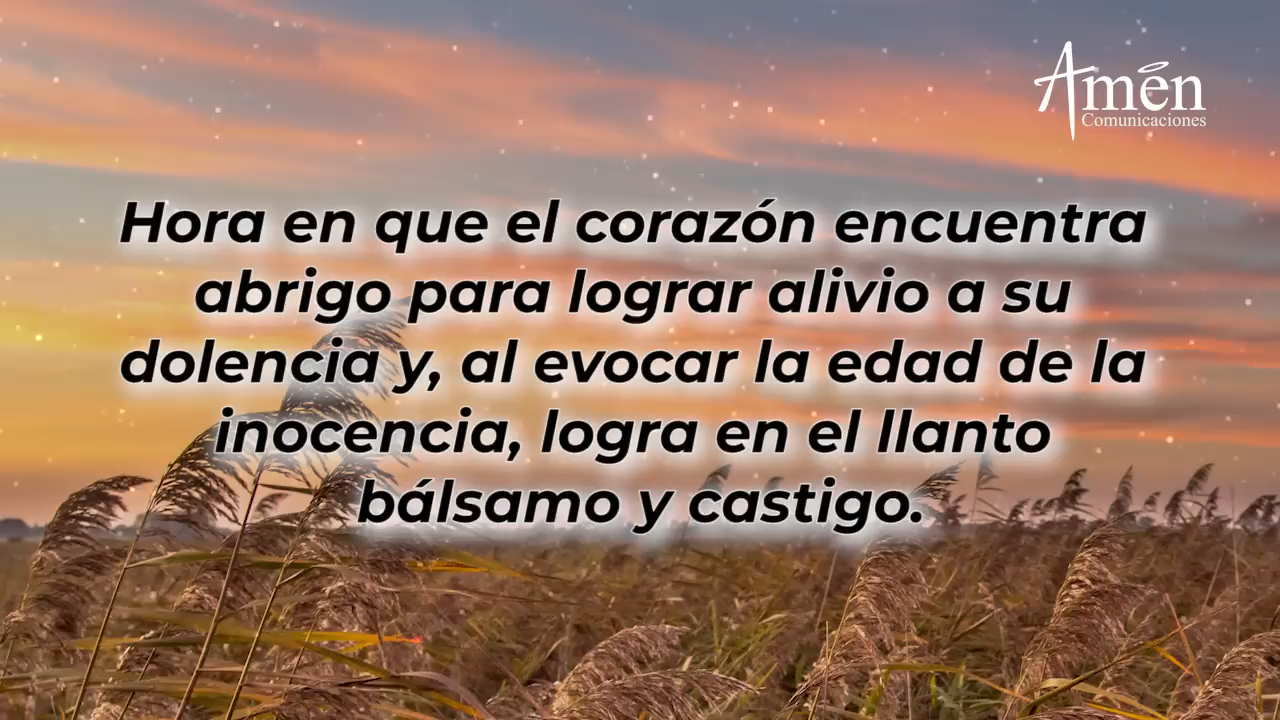 Amén
Comunicaciones
Hora en que el corazón encuentra
abrigo para lograr alivio a su
dolencia y, al evocar la edad de la
inocencia, logra en el llanto
bálsamo y castigo.